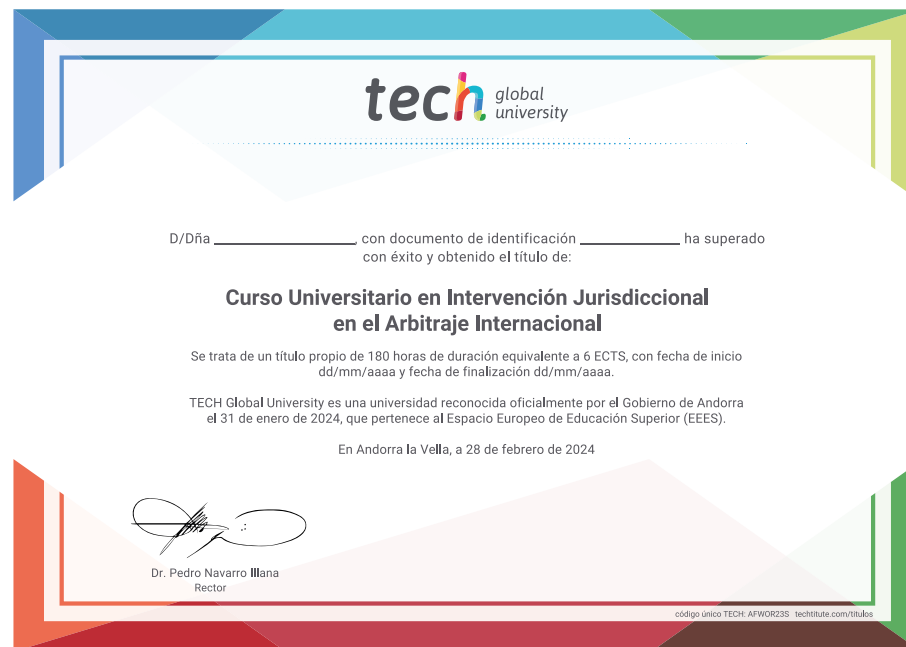 tech global university
D/Dña ______________, con documento de identificación __________ ha superado
con éxito y obtenido el título de:
Curso Universitario en Intervención Jurisdiccional
en el Arbitraje Internacional
Se trata de un título propio de 180 horas de duración equivalente a 6 ECTS, con fecha de inicio
dd/mm/aaaa y fecha de finalización dd/mm/aaaa.
TECH Global University es una universidad reconocida oficialmente por el Gobierno de Andorra
el 31 de enero de 2024, que pertenece al Espacio Europeo de Educación Superior (EEES).
En Andorra la Vella, a 28 de febrero de 2024
Dr. Pedro Navarro Illana
Rector
código único TECH: AFWOR23S techtitute.com/titulos